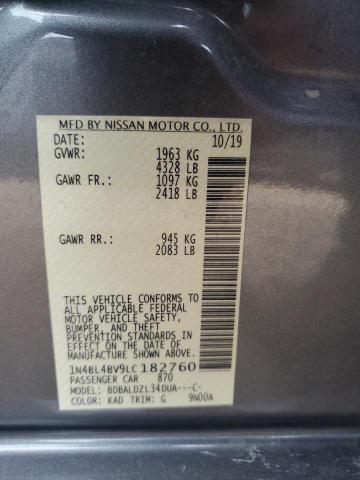 MFD BY NISSAN MOTOR CO., LTD.
DATE: 10/19
GVWR: 1963 KG
4328 LB
GAWR FR.: 1097 KG
2418 LB
GAWR RR.: 945 KG
2083 LB
THIS VEHICLE CONFORMS TO
ALL APPLICABLE FEDERAL
MOTOR VEHICLE SAFETY,
BUMPER, AND THEFT
PREVENTION STANDARDS IN
EFFECT ON THE DATE OF
MANUFACTURE SHOWN ABOVE.
1N4BL4BV9LC182760
PASSENGER CAR 870
MODEL: BDBALDZL34DUA---C-
COLOR: KAD TRIM: G 9N00A